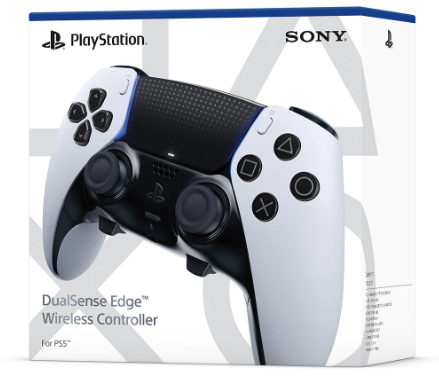 PlayStation.
SONY
DualSense Edge™
Wireless Controller
For PS5™